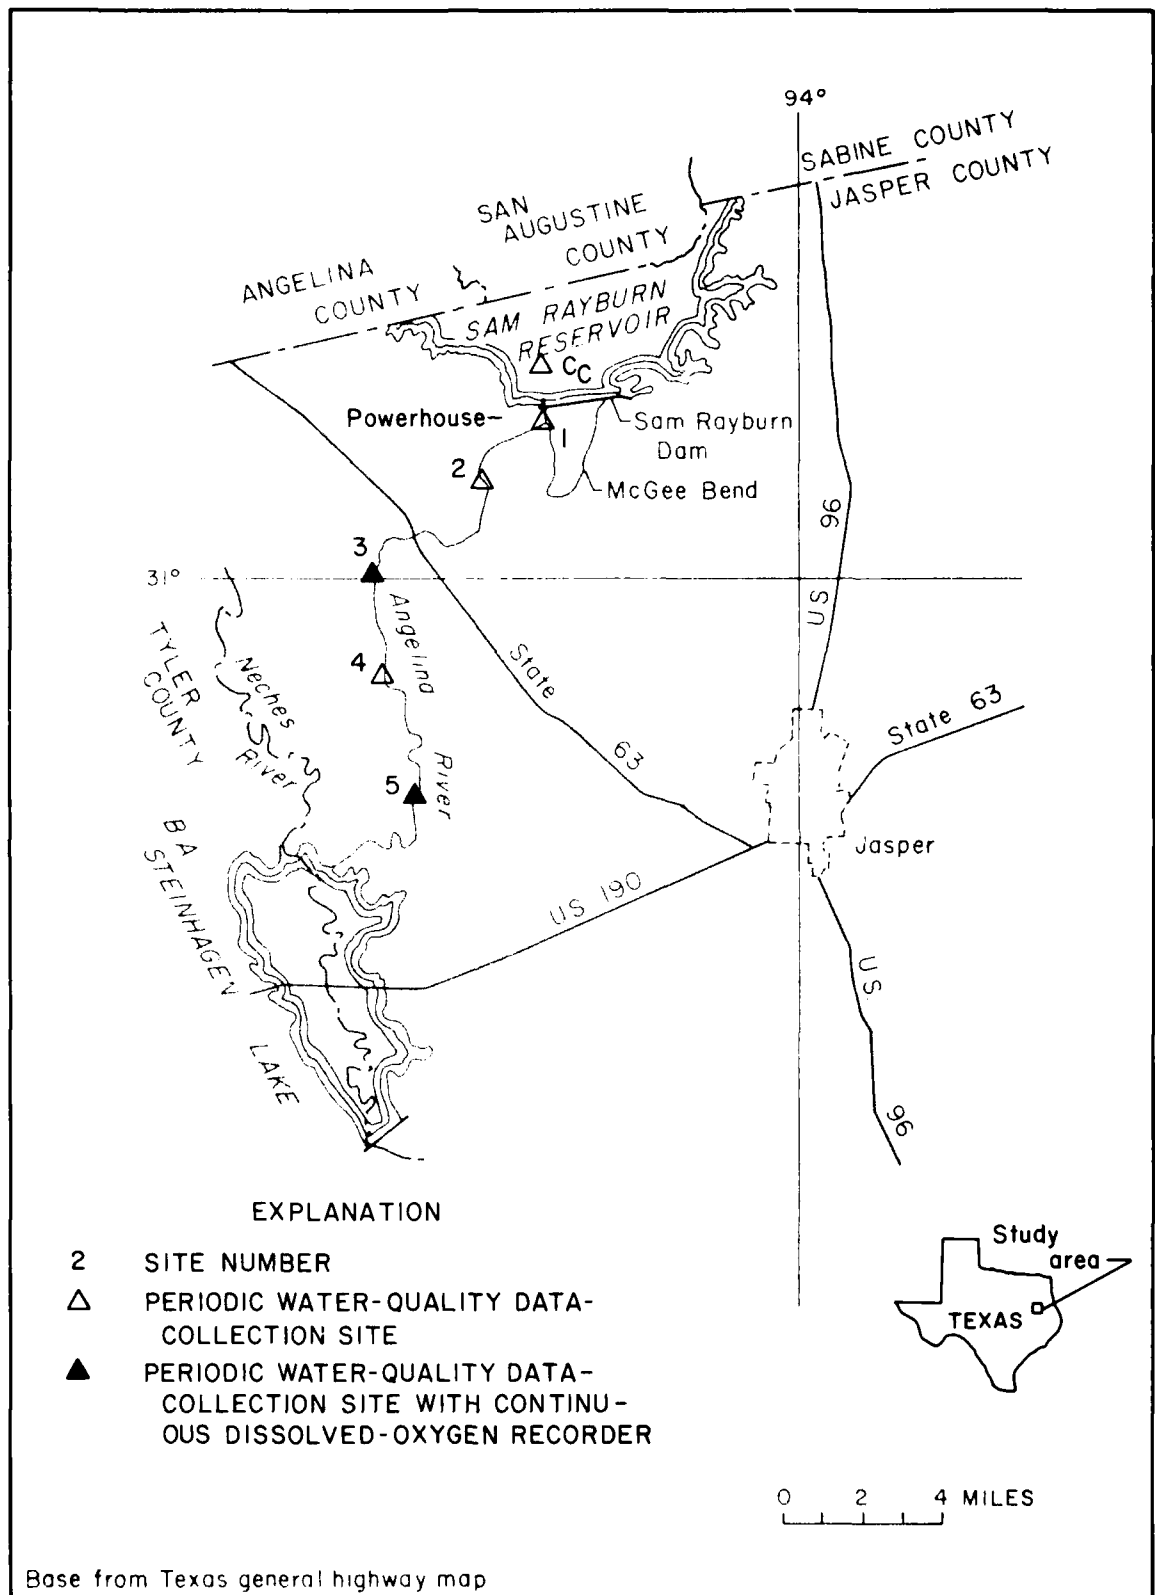 94°
SABINE COUNTY
JASPER COUNTY
SAN
AUGUSTINE
COUNTY
ANGELINA
COUNTY
SAM RAYBURN
RESERVOIR
CC
Powerhouse
1
Sam Rayburn
Dam
2
McGee Bend
96
US
3
31°
Angelina
River
TYLER
COUNTY
Neches
River
4
State
63
State 63
5
Jasper
B A
STEINHAGEN
LAKE
US 190
US
96
EXPLANATION
2 SITE NUMBER
PERIODIC WATER-QUALITY DATA-
COLLECTION SITE
PERIODIC WATER-QUALITY DATA-
COLLECTION SITE WITH CONTINU-
OUS DISSOLVED-OXYGEN RECORDER
Study
area
TEXAS
0 2 4 MILES
Base from Texas general highway map